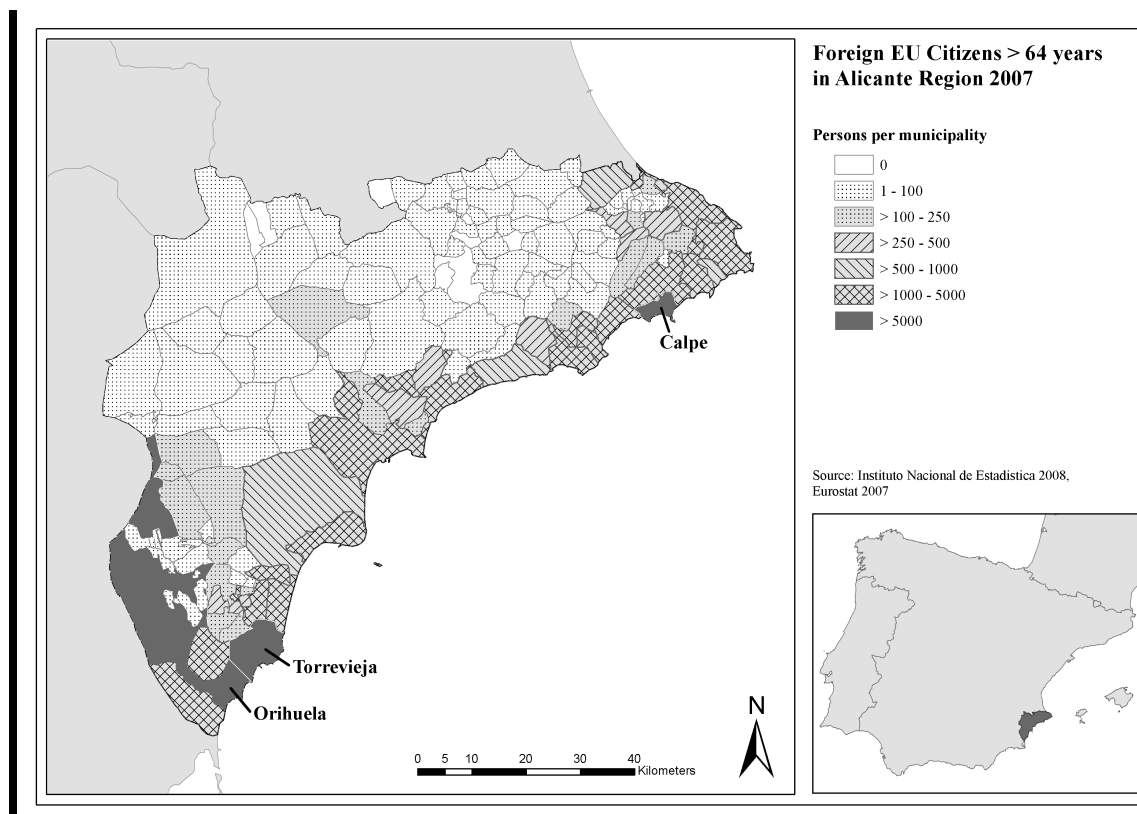 Foreign EU Citizens > 64 years
in Alicante Region 2007
Persons per municipality
0
1 - 100
> 100 - 250
> 250 - 500
> 500 - 1000
> 1000 - 5000
> 5000
Calpe
Source: Instituto Nacional de Estadistica 2008,
Eurostat 2007
Torrevieja
Orihuela
N
0 5 10 20 30 40
Kilometers